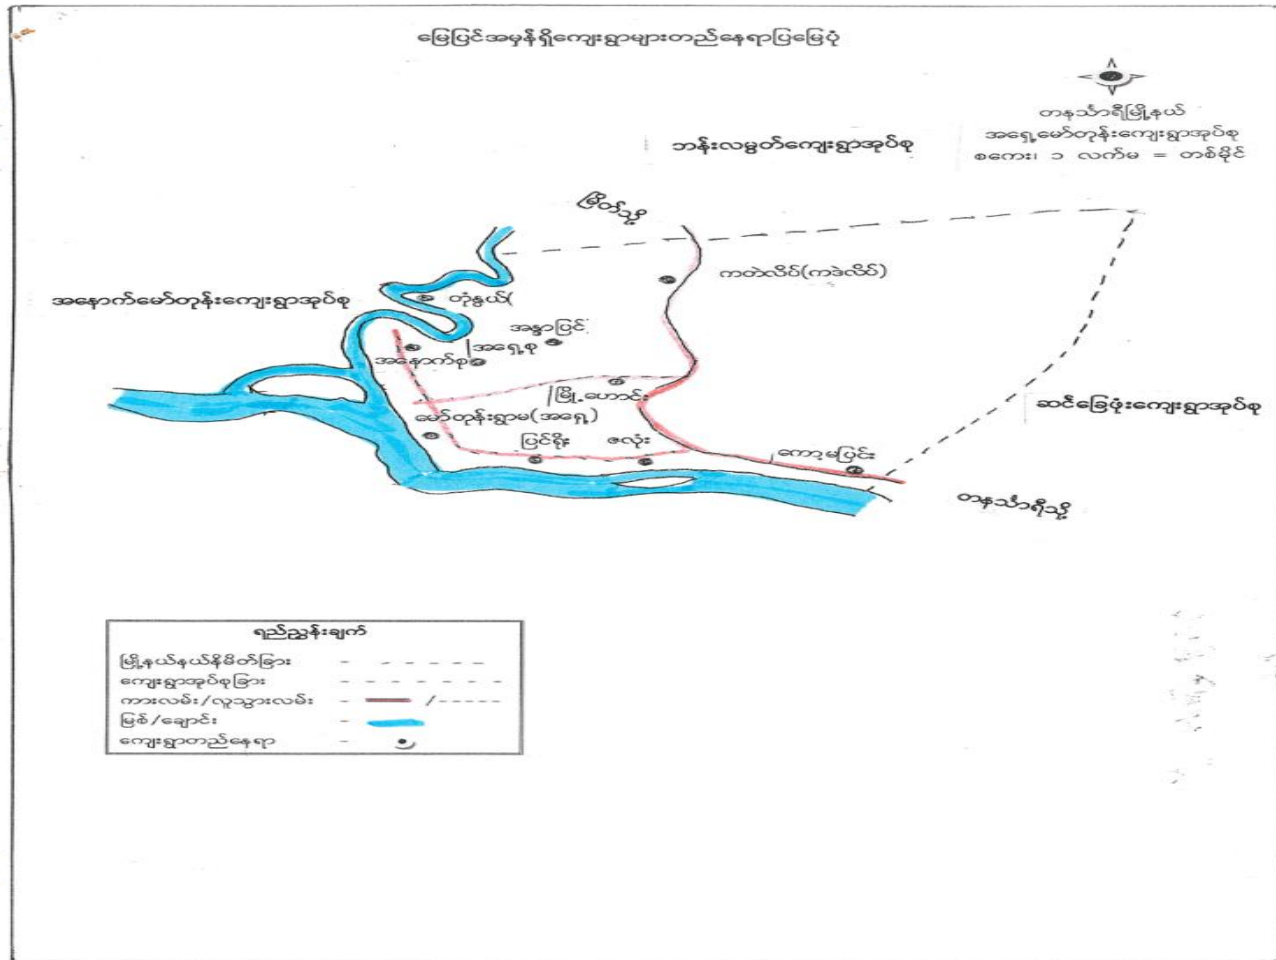 မြေပြင်အမှန်ရှိကျေးရွာများတည်နေရာပြမြေပုံ
တနင်္သာရီမြို့နယ်
အရှေ့မော်တုန်းကျေးရွာအုပ်စု
စကေး၊ ၁ လက်မ = တစ်မိုင်
ဘန်းလမွတ်ကျေးရွာအုပ်စု
မြိတ်သို့
ကတဲလိပ်(ကဒဲလိပ်)
အနောက်မော်တုန်းကျေးရွာအုပ်စု
တုံနွယ်(
အန္ဓာပြင်
အရှေ့စု
အနောက်စု
မြို့ဟောင်း
ဆင်ခြေဖုံးကျေးရွာအုပ်စု
မော်တုန်းရွာမ(အရှေ့)
ပြင်ရိုး
ဇလုံး
ကော့မပြင်း
တနင်္သာရီသို့
ရည်ညွှန်းချက်
မြို့နယ်နယ်နိမိတ်ခြား - - - - - - -
ကျေးရွာအုပ်စုခြား - - - - - - - - -
ကားလမ်း/လူသွားလမ်း - /-----
မြစ်/ချောင်း -
ကျေးရွာတည်နေရာ -